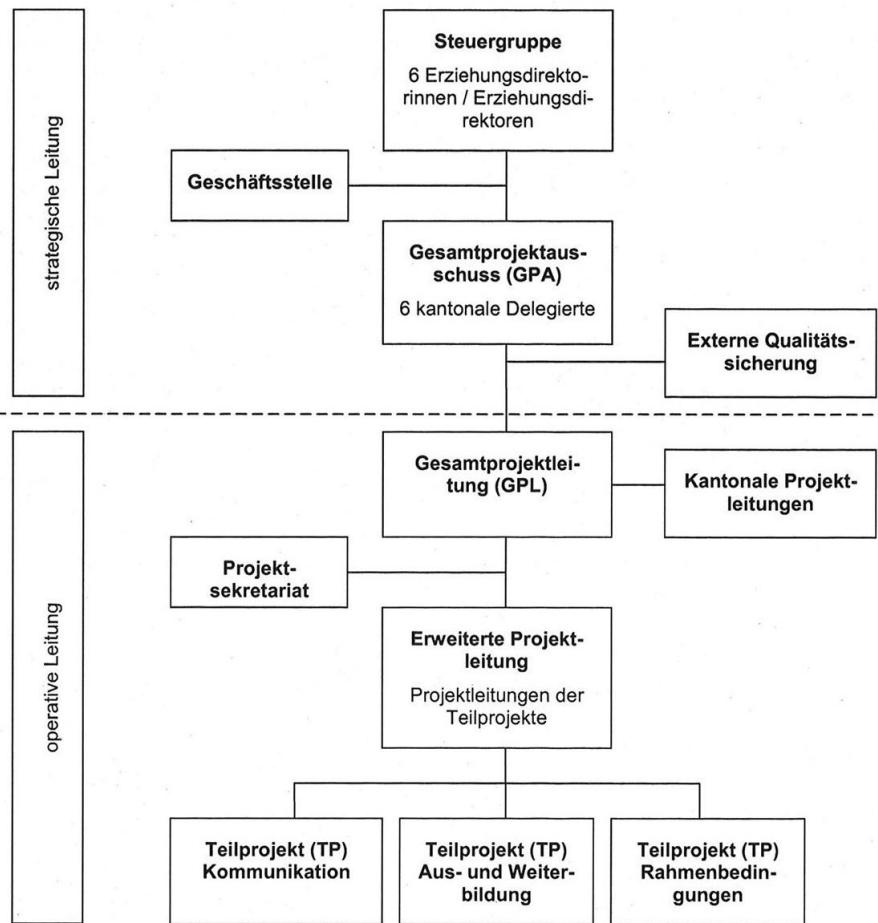 strategische Leitung
Steuergruppe
6 Erziehungsdirekto-
rinnen / Erziehungsdi-
rektoren
Geschäftsstelle
Gesamtprojektaus-
schuss (GPA)
6 kantonale Delegierte
Externe Qualitäts-
sicherung
operative Leitung
Gesamtprojektlei-
tung (GPL)
Kantonale Projekt-
leitungen
Projekt-
sekretariat
Erweiterte Projekt-
leitung
Projektleitungen der
Teilprojekte
Teilprojekt (TP)
Kommunikation
Teilprojekt (TP)
Aus- und Weiter-
bildung
Teilprojekt (TP)
Rahmenbedin-
gungen